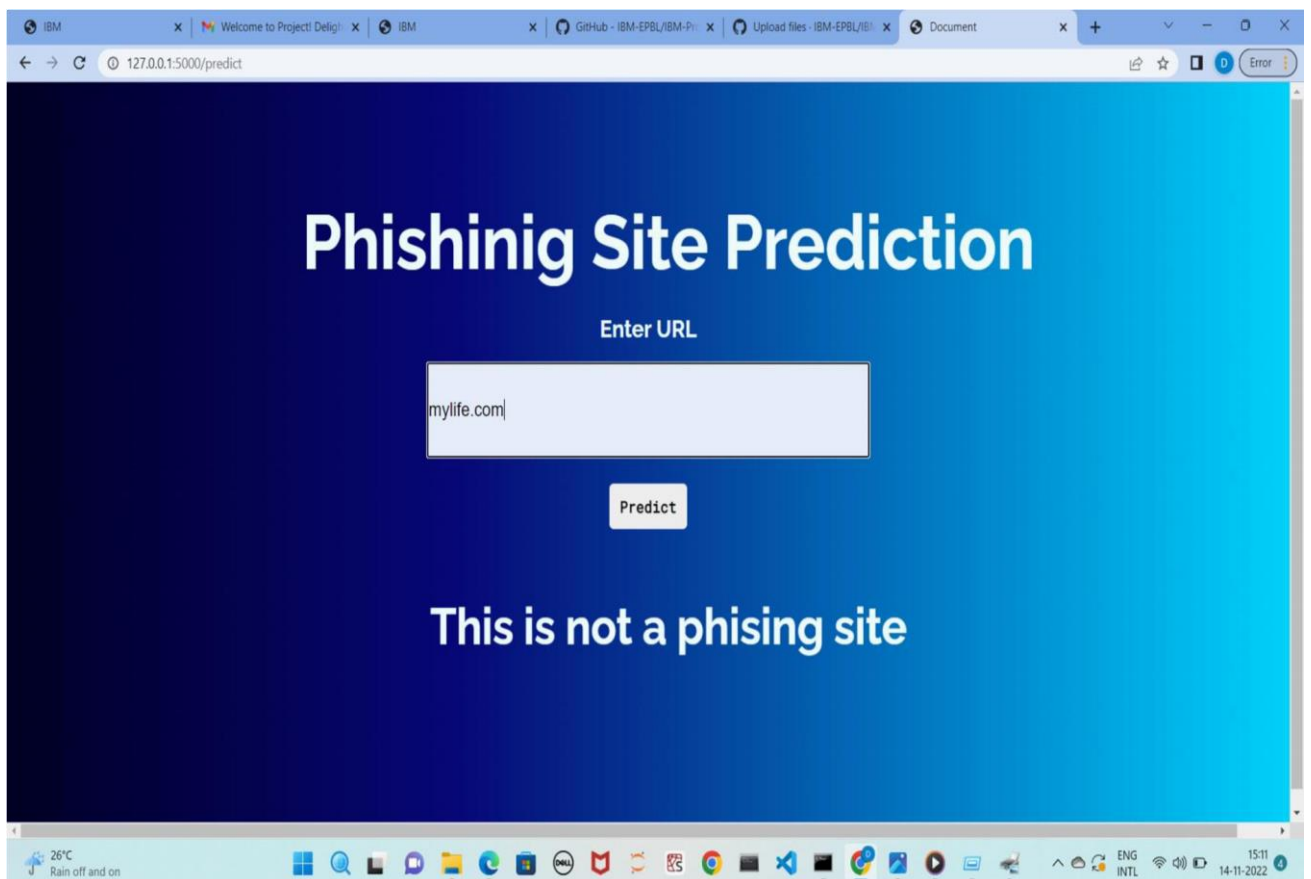 IBM
Welcome to Project! Deligh
IBM
GitHub - IBM-EPBL/IBM-Pr
Upload files · IBM-EPBL/IB
Document
127.0.0.1:5000/predict
D
Error
Phishinig Site Prediction
Enter URL
mylife.com
Predict
This is not a phising site
26°C
Rain off and on
DELL
ENG
INTL
15:11
14-11-2022
4